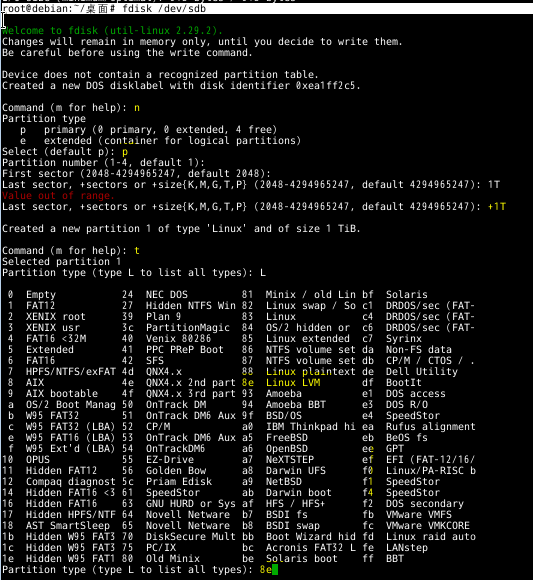 root@debian:~/桌面# fdisk /dev/sdb
Welcome to fdisk (util-linux 2.29.2).
Changes will remain in memory only, until you decide to write them.
Be careful before using the write command.
Device does not contain a recognized partition table.
Created a new DOS disklabel with disk identifier 0xea1ff2c5.
Command (m for help): n
Partition type
p primary (0 primary, 0 extended, 4 free)
e extended (container for logical partitions)
Select (default p): p
Partition number (1-4, default 1):
First sector (2048-4294967295, default 2048):
Last sector, +sectors or +size{K,M,G,T,P} (2048-4294965247, default 4294965247): 1T
Value out of range.
Last sector, +sectors or +size{K,M,G,T,P} (2048-4294965247, default 4294965247): +1T
Created a new partition 1 of type 'Linux' and of size 1 TiB.
Command (m for help): t
Selected partition 1
Partition type (type L to list all types): L
0 Empty 24 NEC DOS 81 Minix / old Lin bf Solaris
1 FAT12 27 Hidden NTFS Win 82 Linux swap / So c1 DRDOS/sec (FAT-
2 XENIX root 39 Plan 9 83 Linux c4 DRDOS/sec (FAT-
3 XENIX usr 3c PartitionMagic 84 OS/2 hidden or c6 DRDOS/sec (FAT-
4 FAT16 <32M 40 Venix 80286 85 Linux extended c7 Syrinx
5 Extended 41 PPC PReP Boot 86 NTFS volume set da Non-FS data
6 FAT16 42 SFS 87 NTFS volume set db CP/M / CTOS / .
7 HPFS/NTFS/exFAT 4d QNX4.x 88 Linux plaintext de Dell Utility
8 AIX 4e QNX4.x 2nd part 8e Linux LVM df BootIt
9 AIX bootable 4f QNX4.x 3rd part 93 Amoeba e1 DOS access
a OS/2 Boot Manag 50 OnTrack DM 94 Amoeba BBT e3 DOS R/O
b W95 FAT32 51 OnTrack DM6 Aux 9f BSD/OS e4 SpeedStor
c W95 FAT32 (LBA) 52 CP/M a0 IBM Thinkpad hi ea Rufus alignment
e W95 FAT16 (LBA) 53 OnTrack DM6 Aux a5 FreeBSD eb BeOS fs
f W95 Ext'd (LBA) 54 OnTrackDM6 a6 OpenBSD ee GPT
10 OPUS 55 EZ-Drive a7 NeXTSTEP ef EFI (FAT-12/16/
11 Hidden FAT12 56 Golden Bow a8 Darwin UFS f0 Linux/PA-RISC b
12 Compaq diagnost 5c Priam Edisk a9 NetBSD f1 SpeedStor
14 Hidden FAT16 <3 61 SpeedStor ab Darwin boot f4 SpeedStor
16 Hidden FAT16 63 GNU HURD or Sys af HFS / HFS+ f2 DOS secondary
17 Hidden HPFS/NTF 64 Novell Netware b7 BSDI fs fb VMware VMFS
18 AST SmartSleep 65 Novell Netware b8 BSDI swap fc VMware VMKCORE
1b Hidden W95 FAT3 70 DiskSecure Mult bb Boot Wizard hid fd Linux raid auto
1c Hidden W95 FAT3 75 PC/IX bc Acronis FAT32 L fe LANstep
1e Hidden W95 FAT1 80 Old Minix be Solaris boot ff BBT
Partition type (type L to list all types): 8e